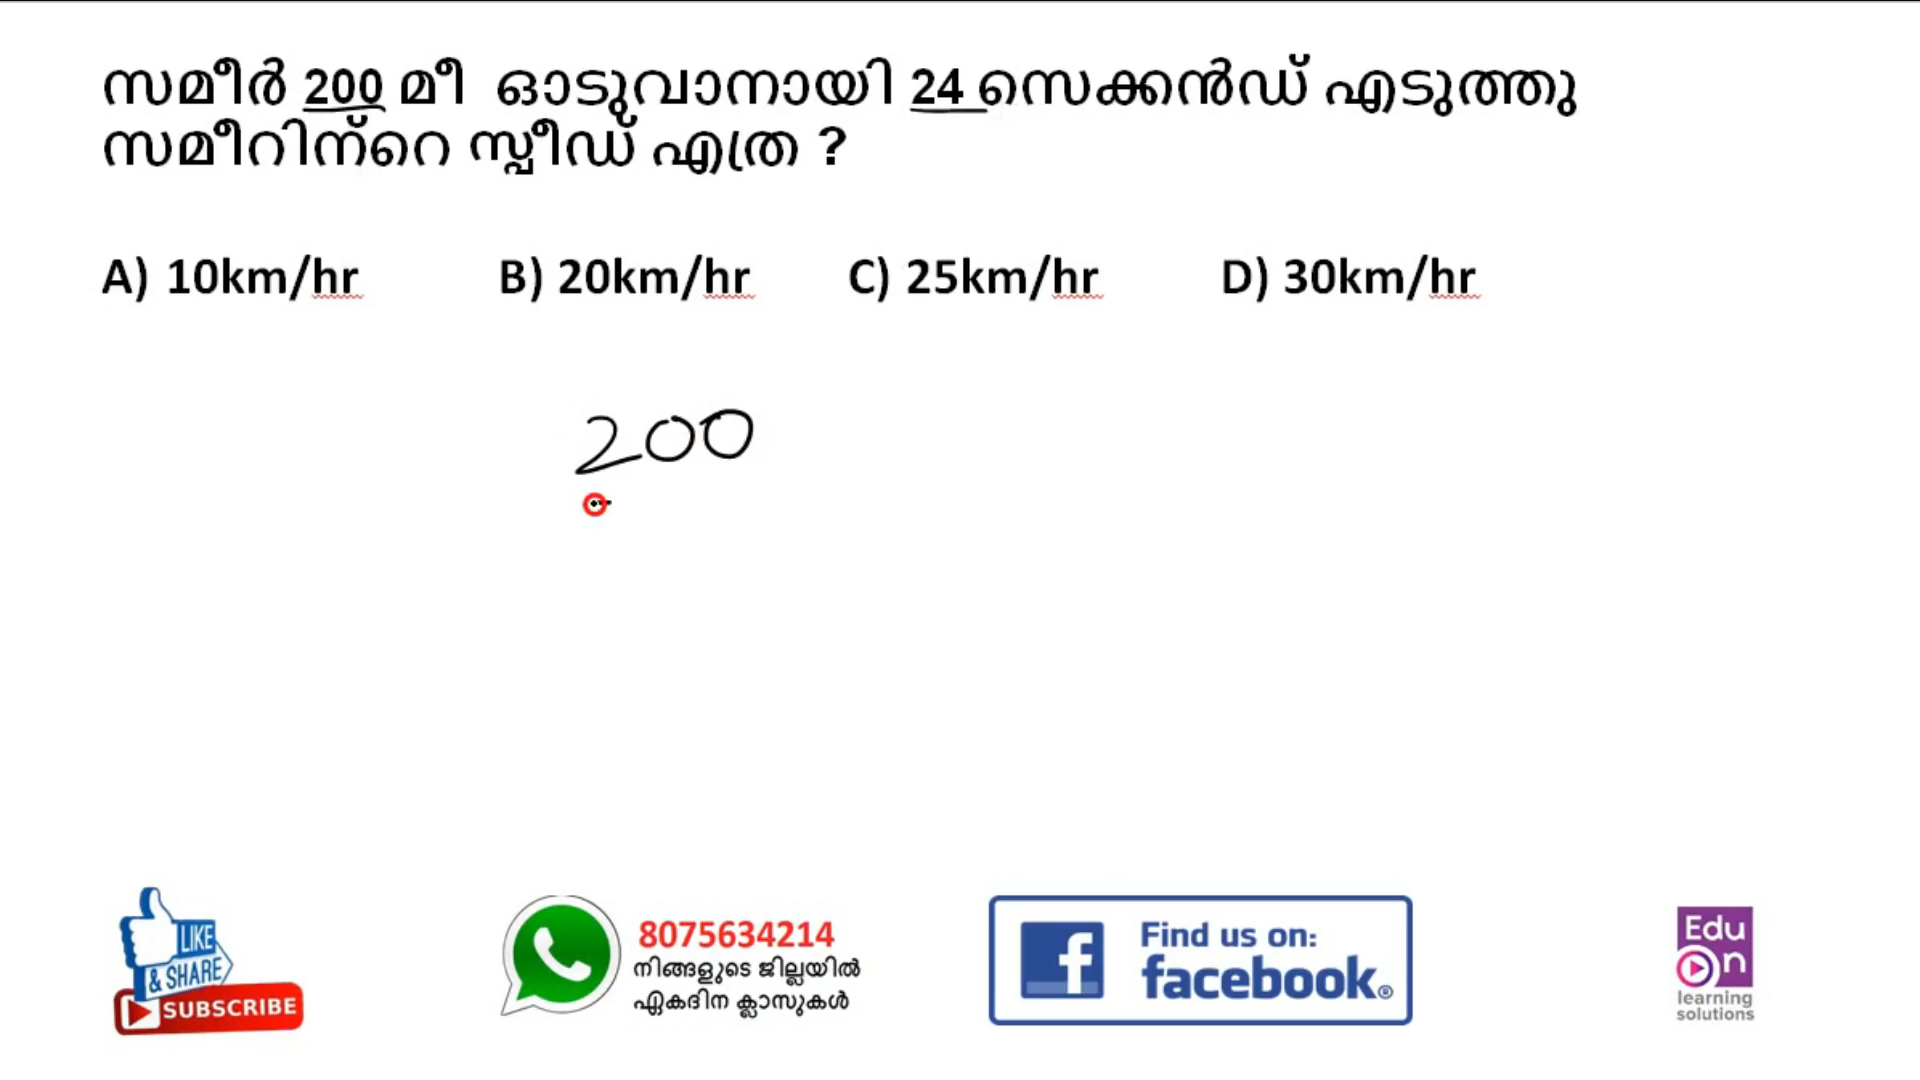 സമീർ 200 മീ ഓടുവാനായി 24 സെക്കൻഡ് എടുത്തു
സമീറിന്റെ സ്പീഡ് എത്ര ?
A) 10km/hr B) 20km/hr C) 25km/hr D) 30km/hr
200
LIKE
& SHARE
SUBSCRIBE
8075634214
നിങ്ങളുടെ ജില്ലയിൽ
ഏകദിന ക്ലാസുകൾ
Find us on:
facebook®
Edu
On
learning
solutions